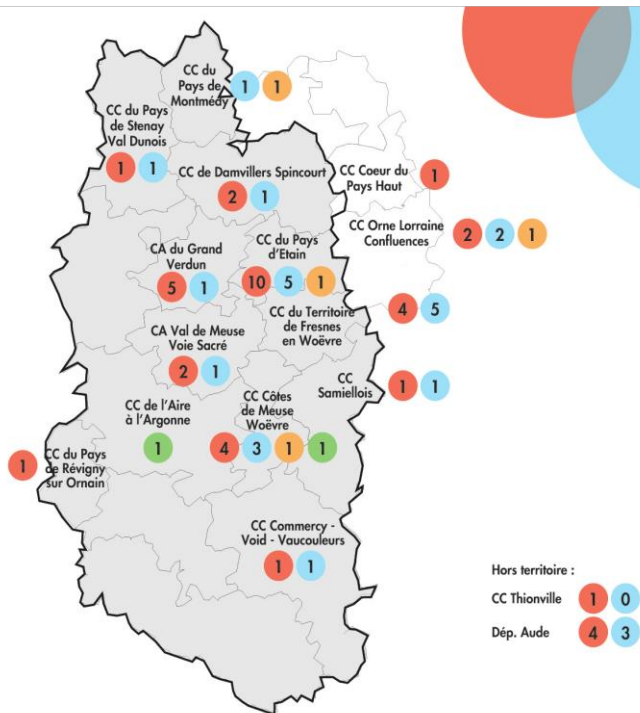 CC du
Pays de
Montmédy
1 1
CC du Pays
de Stenay
Val Dunois
1 1
CC de Damvillers Spincourt
2 1
CC Coeur du
Pays Haut
1
CC Orne Lorraine
Confluences
2 2 1
CA du Grand
Verdun
5 1
CC du Pays
d'Etain
10 5 1
CC du Territoire
de Fresnes
en Woëvre
4 5
CA Val de Meuse
Voie Sacré
2 1
CC
Samiellois
1 1
CC de l'Aire
à l'Argonne
1
CC Côtes
de Meuse
Woëvre
4 3 1 1
1
CC du Pays
de Révigny
sur Ornain
CC Commercy -
Void - Vaucouleurs
1 1
Hors territoire :
CC Thionville 1 0
Dép. Aude 4 3